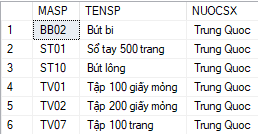 MASP TENSP NUOCSX
1 BB02 Bút bi Trung Quoc
2 ST01 Sổ tay 500 trang Trung Quoc
3 ST10 Bút lông Trung Quoc
4 TV01 Tập 100 giấy mỏng Trung Quoc
5 TV02 Tập 200 giấy mỏng Trung Quoc
6 TV07 Tập 100 trang Trung Quoc